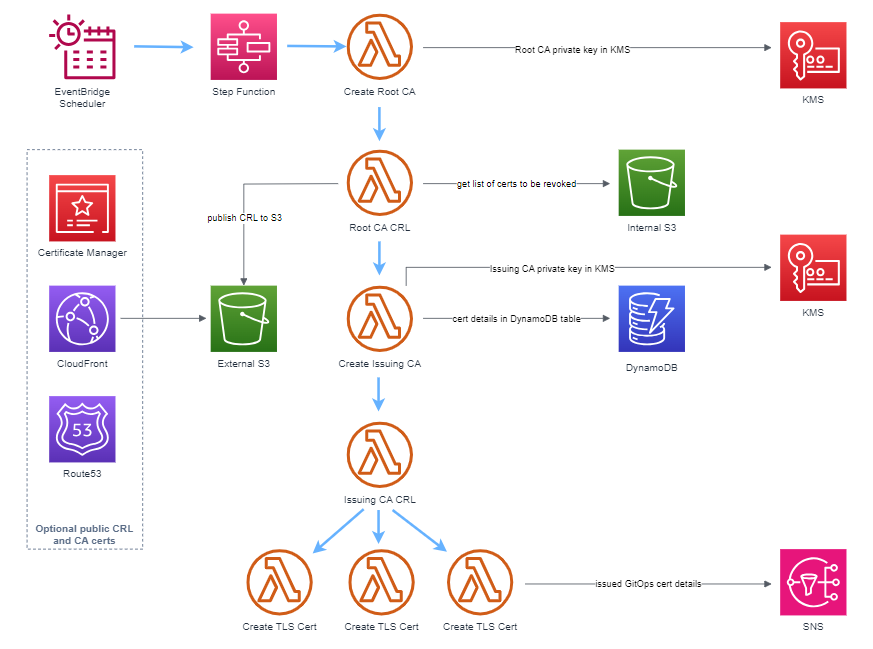 Root CA private key in KMS
EventBridge
Scheduler
Step Function
Create Root CA
KMS
get list of certs to be revoked
publish CRL to S3
Root CA CRL
Internal S3
Certificate Manager
Issuing CA private key in KMS
KMS
cert details in DynamoDB table
CloudFront
External S3
Create Issuing CA
DynamoDB
53
Route53
Issuing CA CRL
Optional public CRL
and CA certs
issued GitOps cert details
Create TLS Cert
Create TLS Cert
Create TLS Cert
SNS